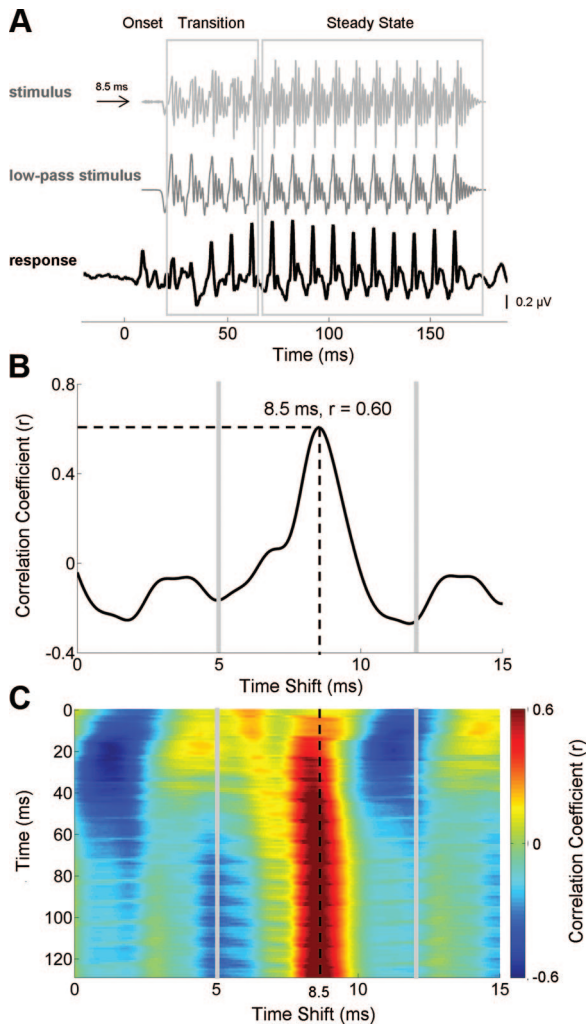 A
Onset Transition Steady State
stimulus
8.5 ms
low-pass stimulus
response
0.2 µV
0 50 100 150
Time (ms)
B
0.8
0.4
0
-0.4
Correlation Coefficient (r)
8.5 ms, r = 0.60
0 5 10 15
Time Shift (ms)
C
0
20
40
60
80
100
120
Time (ms)
0 5 8.5 10 15
Time Shift (ms)
0.6
0
-0.6
Correlation Coefficient (r)